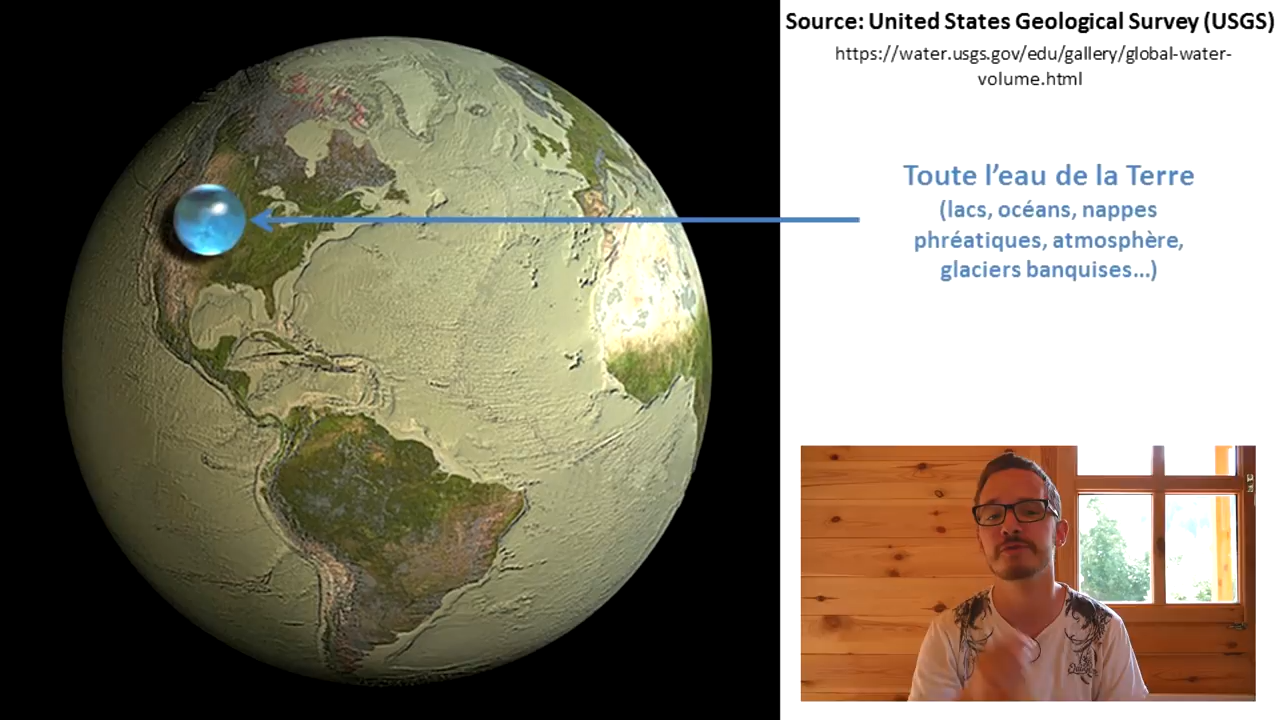 Source: United States Geological Survey (USGS)
https://water.usgs.gov/edu/gallery/global-water-
volume.html
Toute l’eau de la Terre
(lacs, océans, nappes
phréatiques, atmosphère,
glaciers banquises…)